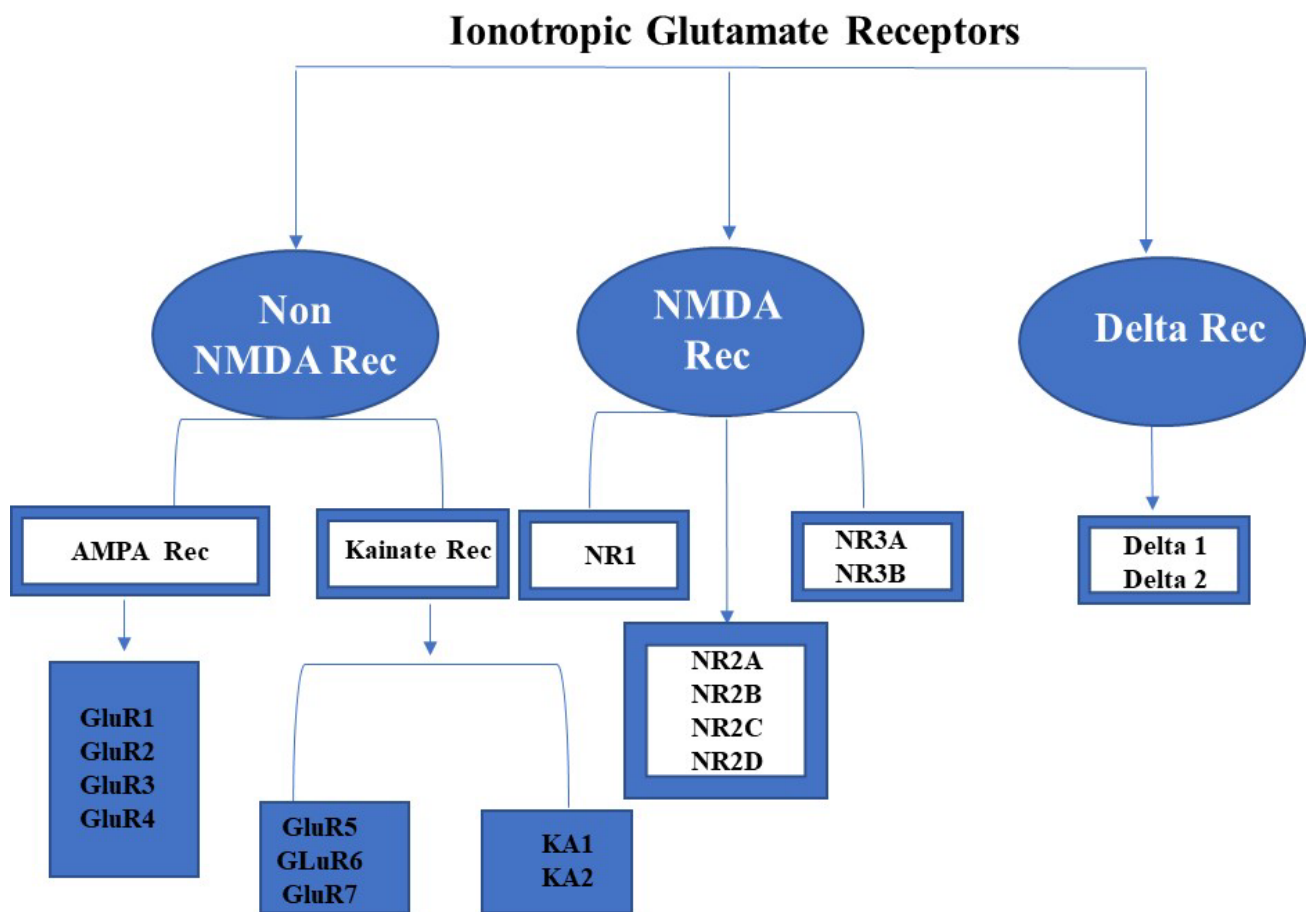 Ionotropic Glutamate Receptors
Non
NMDA Rec
NMDA
Rec
Delta Rec
AMPA Rec
Kainate Rec
NR1
NR3A
NR3B
Delta 1
Delta 2
GluR1
GluR2
GluR3
GluR4
GluR5
GLuR6
GluR7
KA1
KA2
NR2A
NR2B
NR2C
NR2D